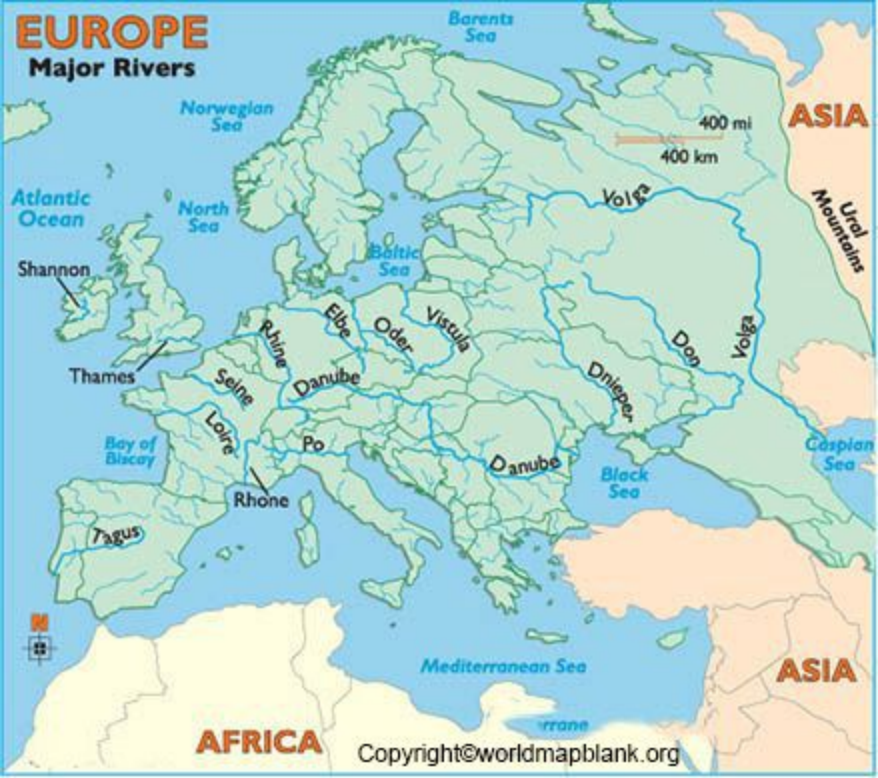 EUROPE
Major Rivers
Barents
Sea
Norwegian
Sea
ASIA
400 mi
400 km
Atlantic
Ocean
North
Sea
Volga
Ural
Mountains
Baltic
Sea
Shannon
Thames
Rhine
Elbe
Oder
Vistula
Don
Volga
Seine
Danube
Dnieper
Loire
Po
Bay of
Biscay
Rhone
Danube
Black
Sea
Caspian
Sea
Tagus
N
Mediterranean Sea
ASIA
rrane
AFRICA
Copyright©worldmapblank.org